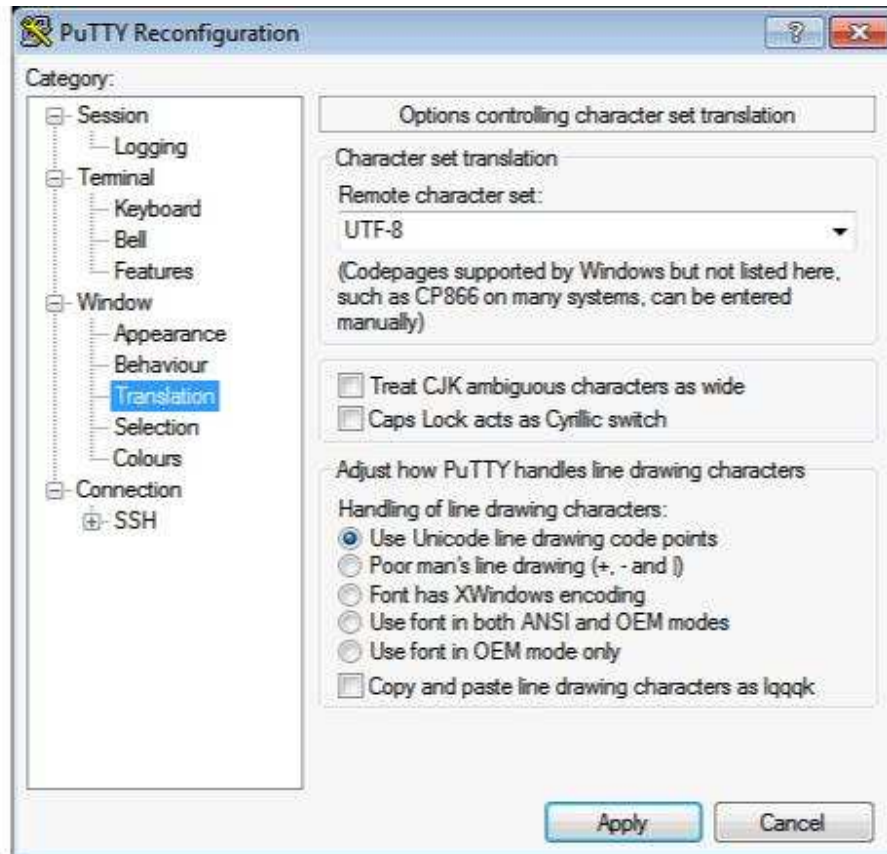 PuTTY Reconfiguration
Category:
Session
Logging
Terminal
Keyboard
Bell
Features
Window
Appearance
Behaviour
Translation
Selection
Colours
Connection
SSH
Options controlling character set translation
Character set translation
Remote character set:
UTF-8
(Codepages supported by Windows but not listed here,
such as CP866 on many systems, can be entered
manually)
Treat CJK ambiguous characters as wide
Caps Lock acts as Cyrillic switch
Adjust how PuTTY handles line drawing characters
Handling of line drawing characters:
Use Unicode line drawing code points
Poor man's line drawing (+, - and |)
Font has XWindows encoding
Use font in both ANSI and OEM modes
Use font in OEM mode only
Copy and paste line drawing characters as lqqqk
Apply
Cancel